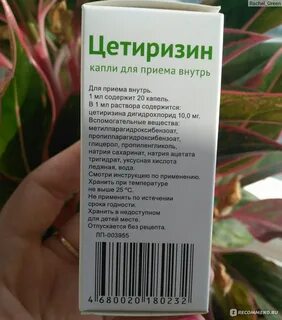 Rachel_Green
Цетиризин
капли для приема внутрь
Для приема внутрь.
1 мл содержит 20 капель.
В 1 мл раствора содержится:
цетиризина дигидрохлорид 10,0 мг.
Вспомогательные вещества:
метилпарагидроксибензоат,
пропилпарагидроксибензоат,
глицерол, пропиленгликоль,
натрия сахаринат, натрия ацетата
тригидрат, уксусная кислота
ледяная, вода.
Смотри инструкцию по применению.
Хранить при температуре
не выше 25 °С.
Не применять по истечении
срока годности.
Хранить в недоступном
для детей месте.
Отпускается без рецепта.
ЛП-003955
4 680020 180232
IRECOMMEND.RU